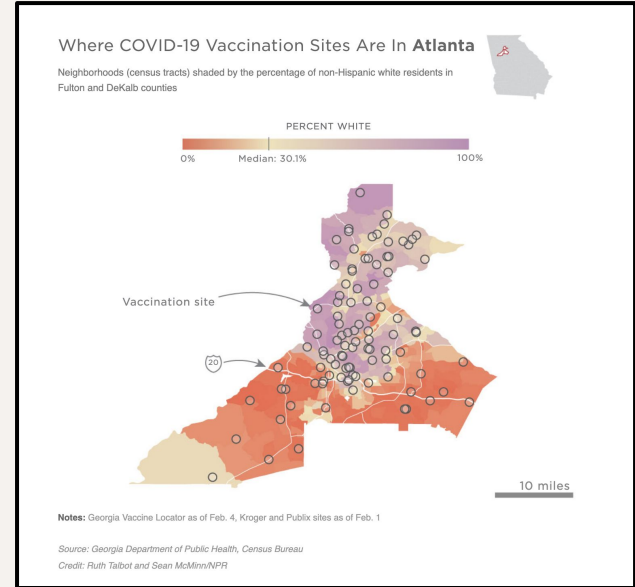 Where COVID-19 Vaccination Sites Are In Atlanta
Neighborhoods (census tracts) shaded by the percentage of non-Hispanic white residents in
Fulton and DeKalb counties
PERCENT WHITE
0%
Median: 30.1%
100%
Vaccination site
20
10 miles
Notes: Georgia Vaccine Locator as of Feb. 4, Kroger and Publix sites as of Feb. 1
Source: Georgia Department of Public Health, Census Bureau
Credit: Ruth Talbot and Sean McMinn/NPR